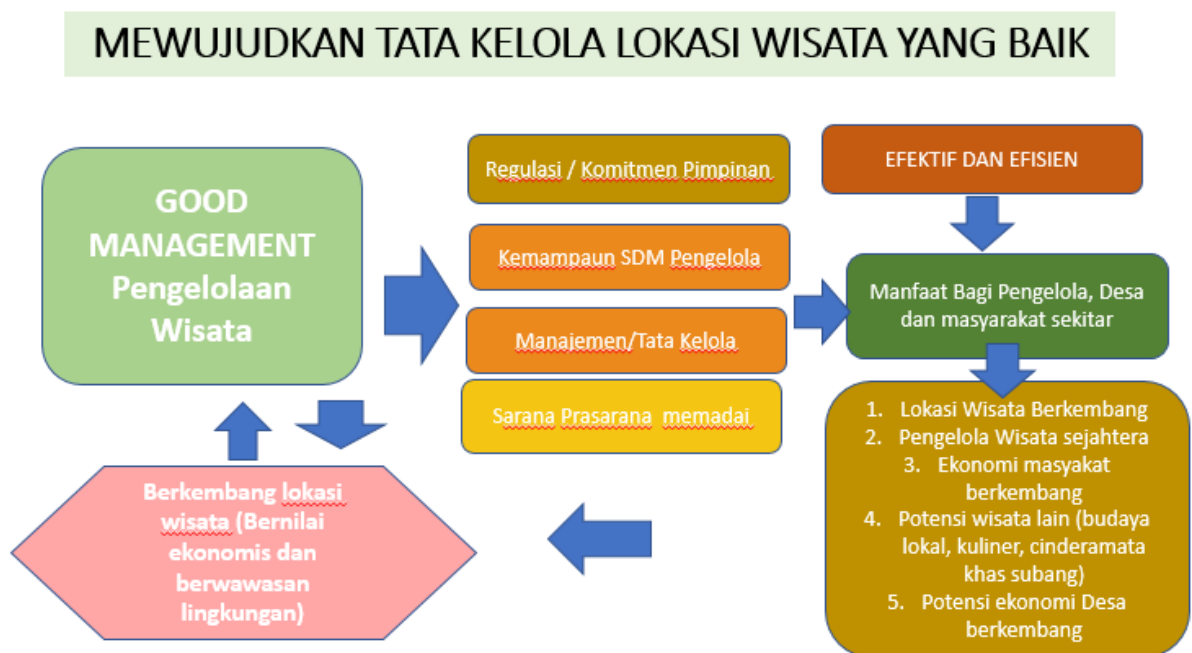 MEWUJUDKAN TATA KELOLA LOKASI WISATA YANG BAIK
GOOD
MANAGEMENT
Pengelolaan
Wisata
Regulasi / Komitmen Pimpinan
Kemampaun SDM Pengelola
Manajemen/Tata Kelola
Sarana Prasarana memadai
EFEKTIF DAN EFISIEN
Manfaat Bagi Pengelola, Desa
dan masyarakat sekitar
1. Lokasi Wisata Berkembang
2. Pengelola Wisata sejahtera
3. Ekonomi masyakat
berkembang
4. Potensi wisata lain (budaya
lokal, kuliner, cinderamata
khas subang)
5. Potensi ekonomi Desa
berkembang
Berkembang lokasi
wisata (Bernilai
ekonomis dan
berwawasan
lingkungan)